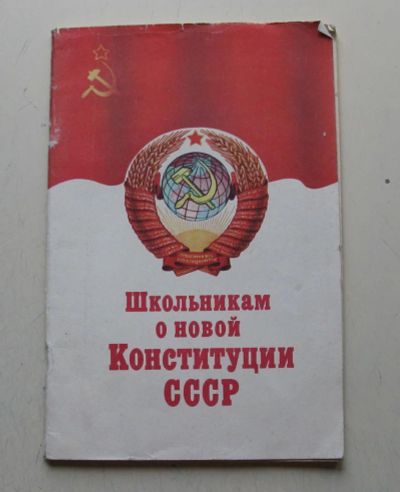 Школьникам
о новой
Конституции
СССР